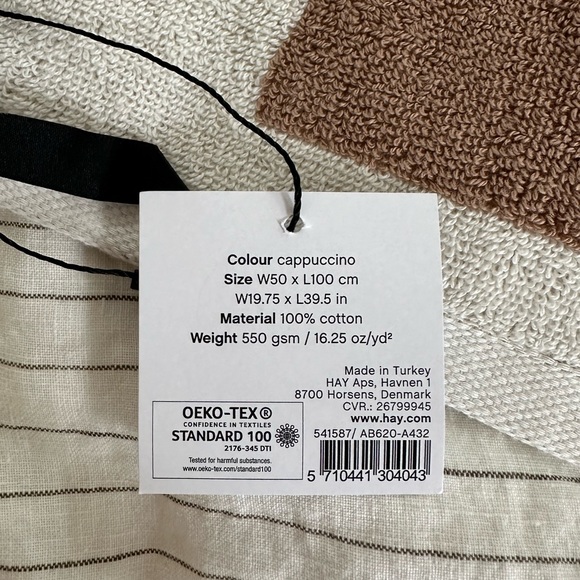 Colour cappuccino
Size W50 x L100 cm
W19.75 x L39.5 in
Material 100% cotton
Weight 550 gsm / 16.25 oz/yd²
Made in Turkey
HAY Aps, Havnen 1
8700 Horsens, Denmark
CVR.: 26799945
www.hay.com
OEKO-TEX®
CONFIDENCE IN TEXTILES
STANDARD 100
2176-345 DTI
Tested for harmful substances.
www.oeko-tex.com/standard100
541587/ AB620-A432
5 710441 304043